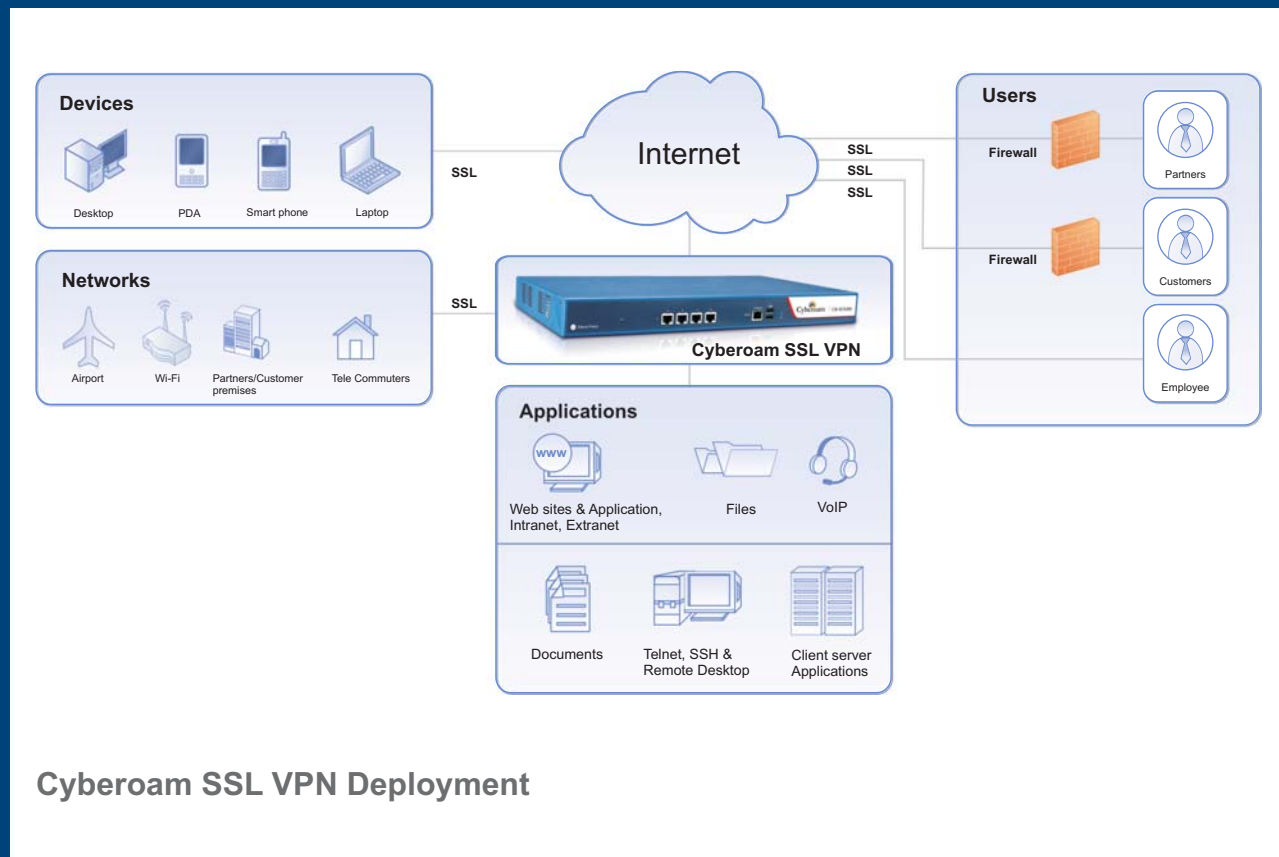 Devices
Desktop
PDA
Smart phone
Laptop
SSL
Internet
SSL
SSL
SSL
Users
Firewall
Partners
Firewall
Customers
Employee
Networks
Airport
Wi-Fi
Partners/Customer
premises
Tele Commuters
SSL
Cyberoam
Cyberoam SSL VPN
Applications
www
Web sites & Application,
Intranet, Extranet
Files
VoIP
Documents
Telnet, SSH &
Remote Desktop
Client server
Applications
Cyberoam SSL VPN Deployment